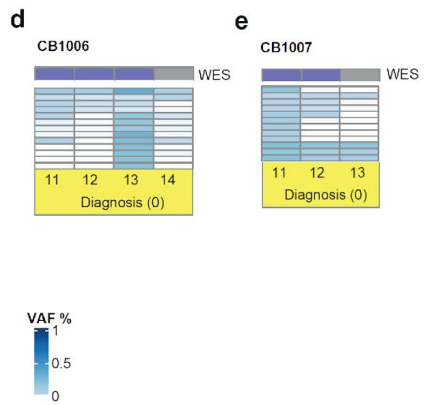 d
CB1006
WES
11 12 13 14
Diagnosis (0)
e
CB1007
WES
11 12 13
Diagnosis (0)
VAF %
1
0.5
0